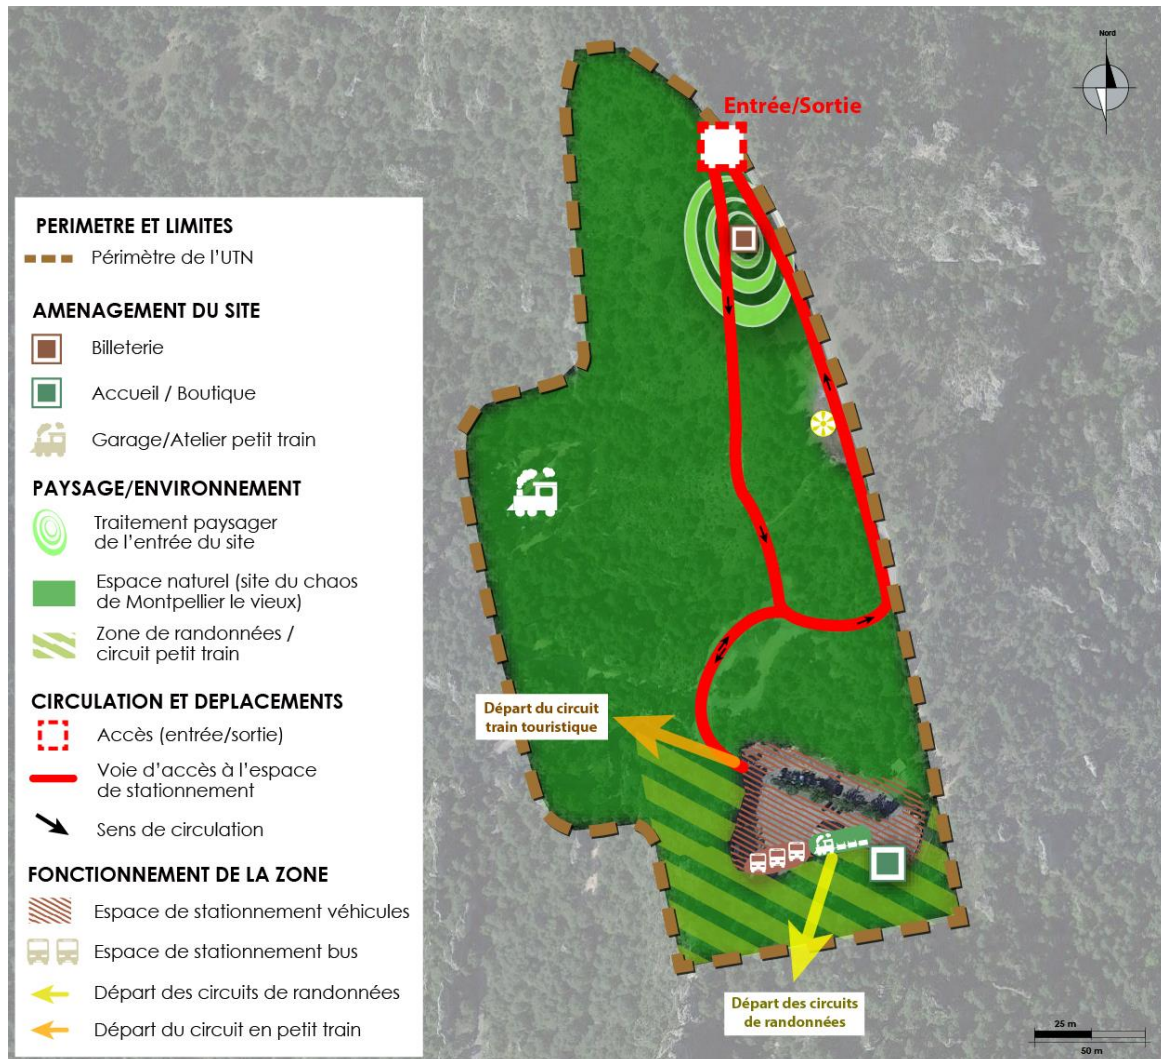 Nord
Entrée/Sortie
PERIMETRE ET LIMITES
Périmètre de l'UTN
AMENAGEMENT DU SITE
Billeterie
Accueil / Boutique
Garage/Atelier petit train
PAYSAGE/ENVIRONNEMENT
Traitement paysager
de l'entrée du site
Espace naturel (site du chaos
de Montpellier le vieux)
Zone de randonnées /
circuit petit train
CIRCULATION ET DEPLACEMENTS
Accès (entrée/sortie)
Voie d'accès à l'espace
de stationnement
Sens de circulation
FONCTIONNEMENT DE LA ZONE
Espace de stationnement véhicules
Espace de stationnement bus
Départ des circuits de randonnées
Départ du circuit en petit train
Départ du circuit
train touristique
Départ des circuits
de randonnées
25 m
50 m